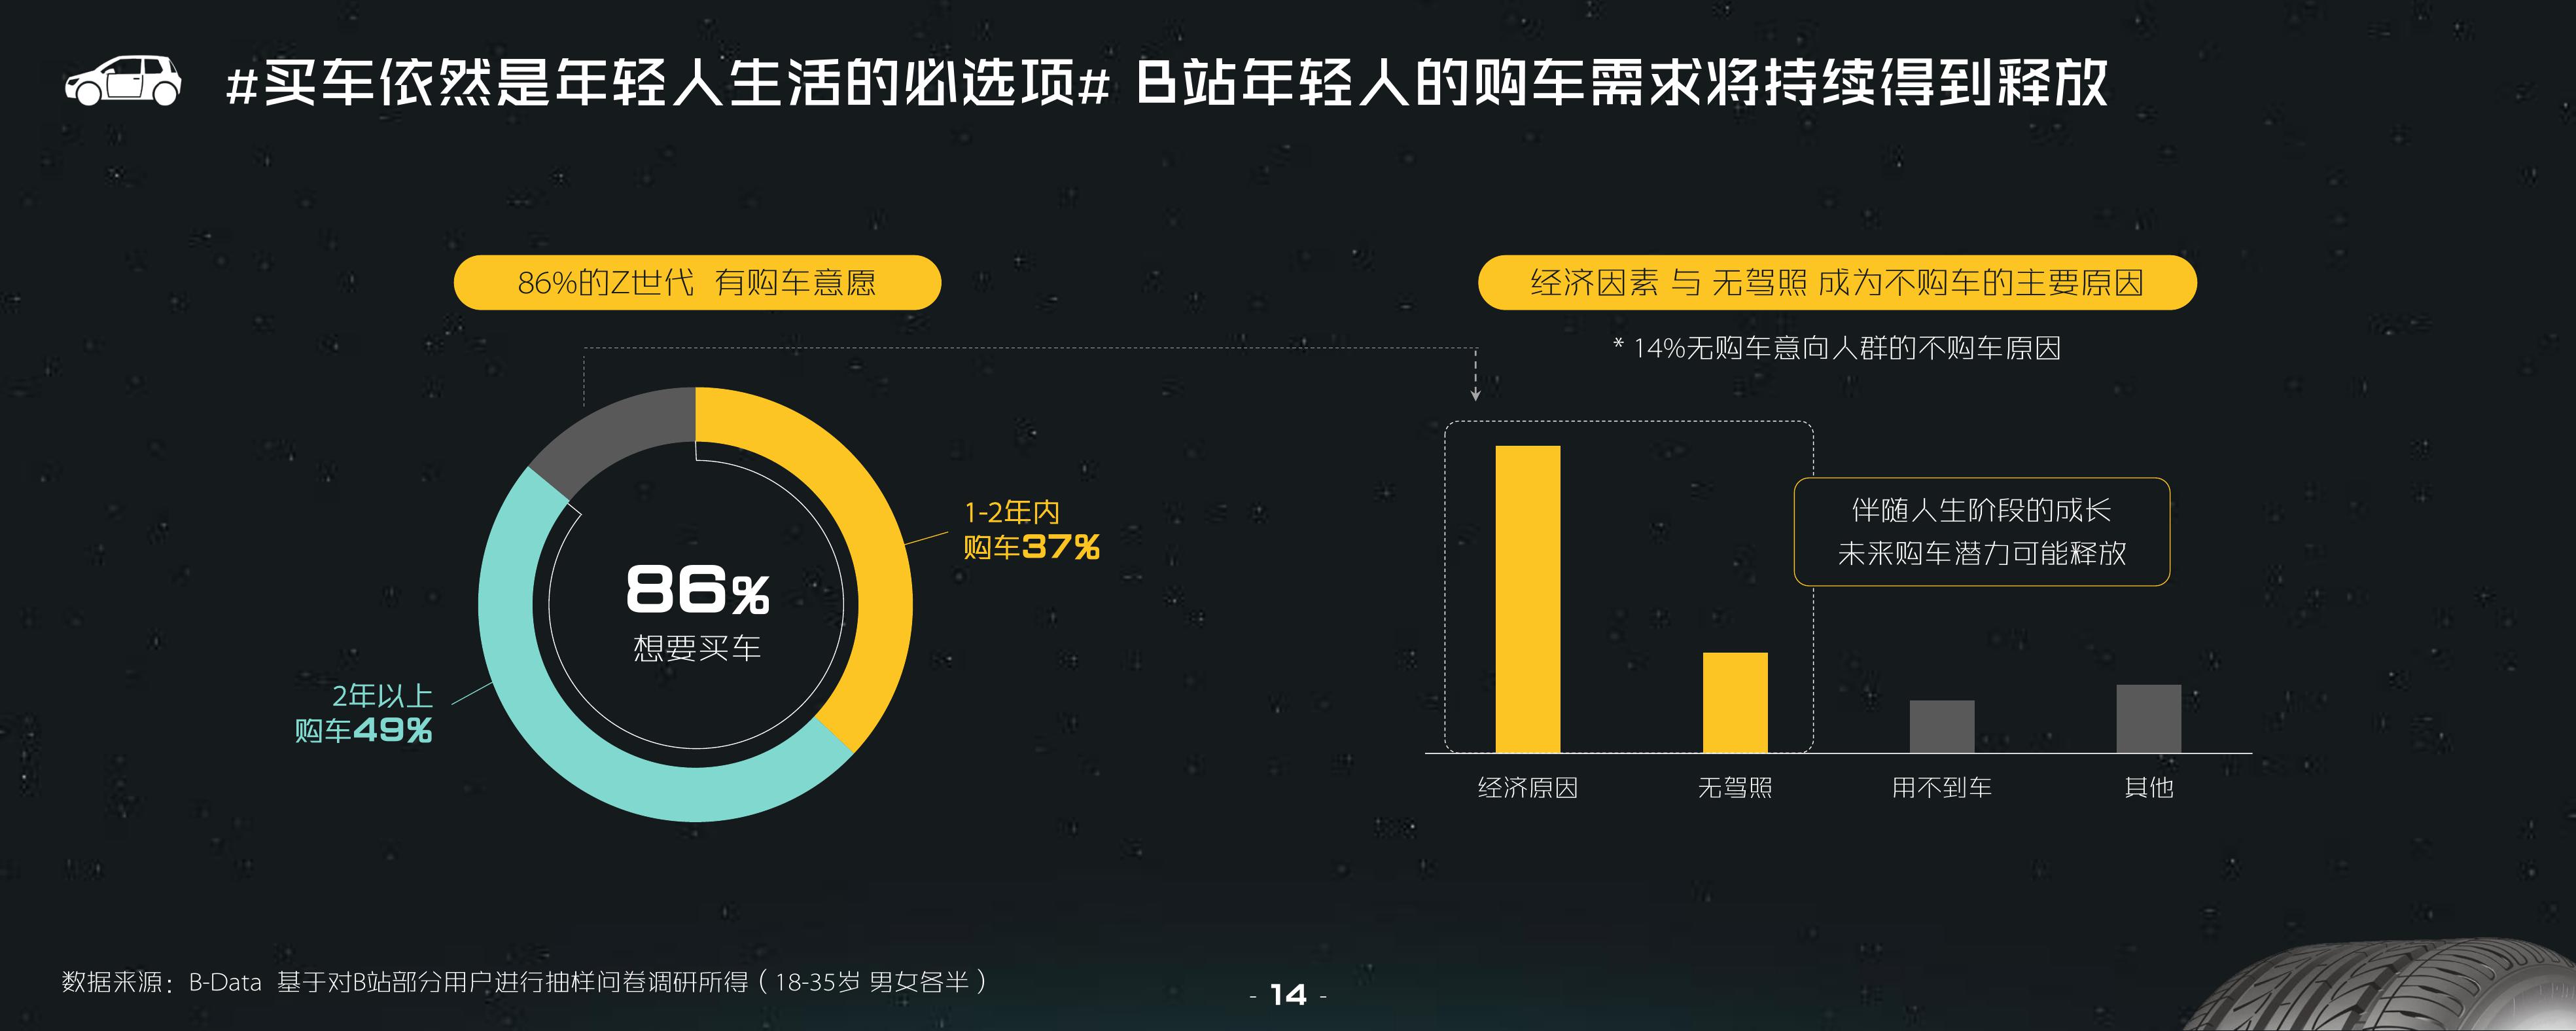 #买车依然是年轻人生活的必选项# B站年轻人的购车需求将持续得到释放
86%的Z世代 有购车意愿
1-2年内
购车37%
86%
想要买车
2年以上
购车49%
经济因素 与 无驾照 成为不购车的主要原因
* 14%无购车意向人群的不购车原因
伴随人生阶段的成长
未来购车潜力可能释放
经济原因
无驾照
用不到车
其他
数据来源：B-Data 基于对B站部分用户进行抽样问卷调研所得（18-35岁 男女各半）
- 14 -